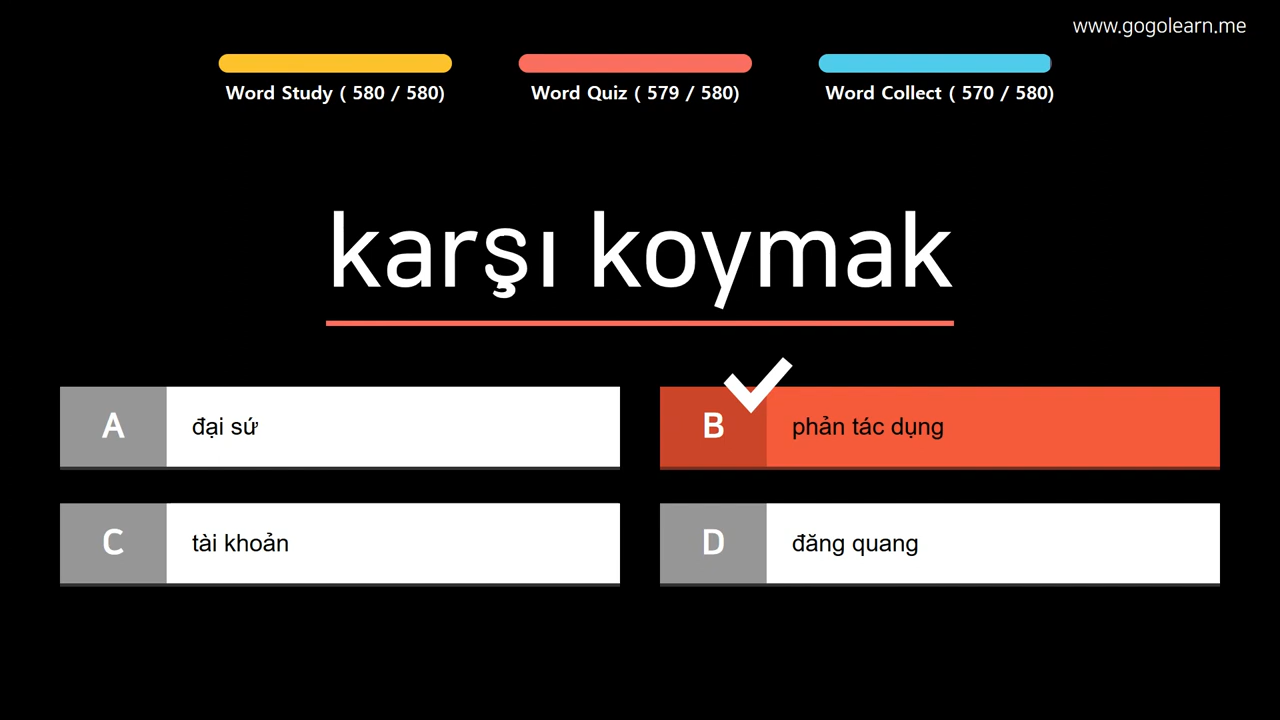 www.gogolearn.me
Word Study ( 580 / 580)
Word Quiz ( 579 / 580)
Word Collect ( 570 / 580)
karşı koymak
A
đại sứ
B
phản tác dụng
C
tài khoản
D
đăng quang